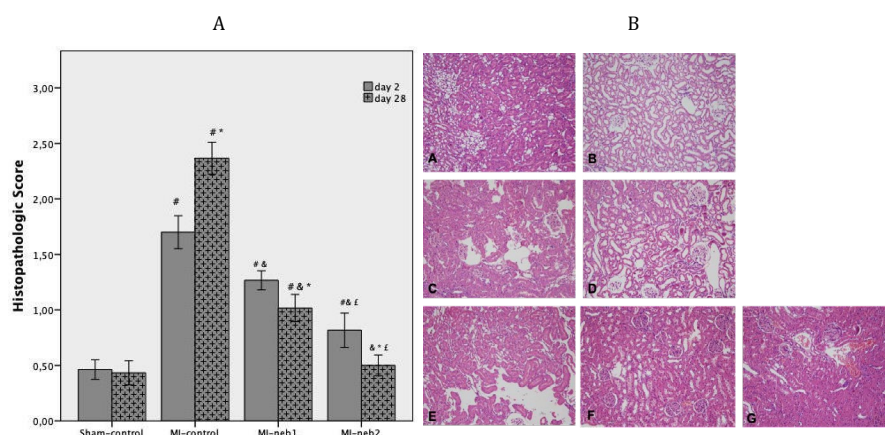 A
B
Histopathologic Score
3,00
2,50
2,00
1,50
1,00
0,50
0,00
day 2
day 28
#
# *
# &
# & *
#& £
& * £
Sham-control
MI-control
MI-neb1
MI-neb2
A
B
C
D
E
F
G